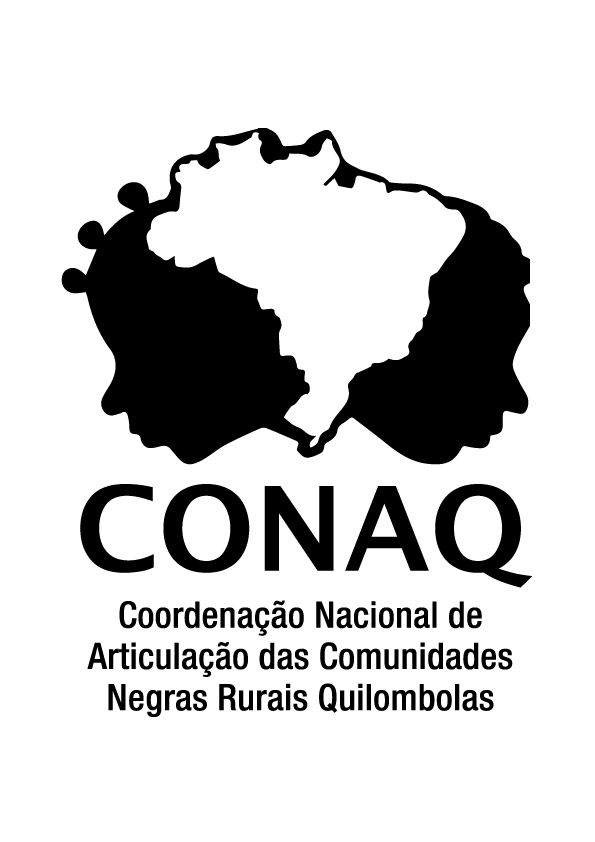 CONAQ
Coordenação Nacional de
Articulação das Comunidades
Negras Rurais Quilombolas